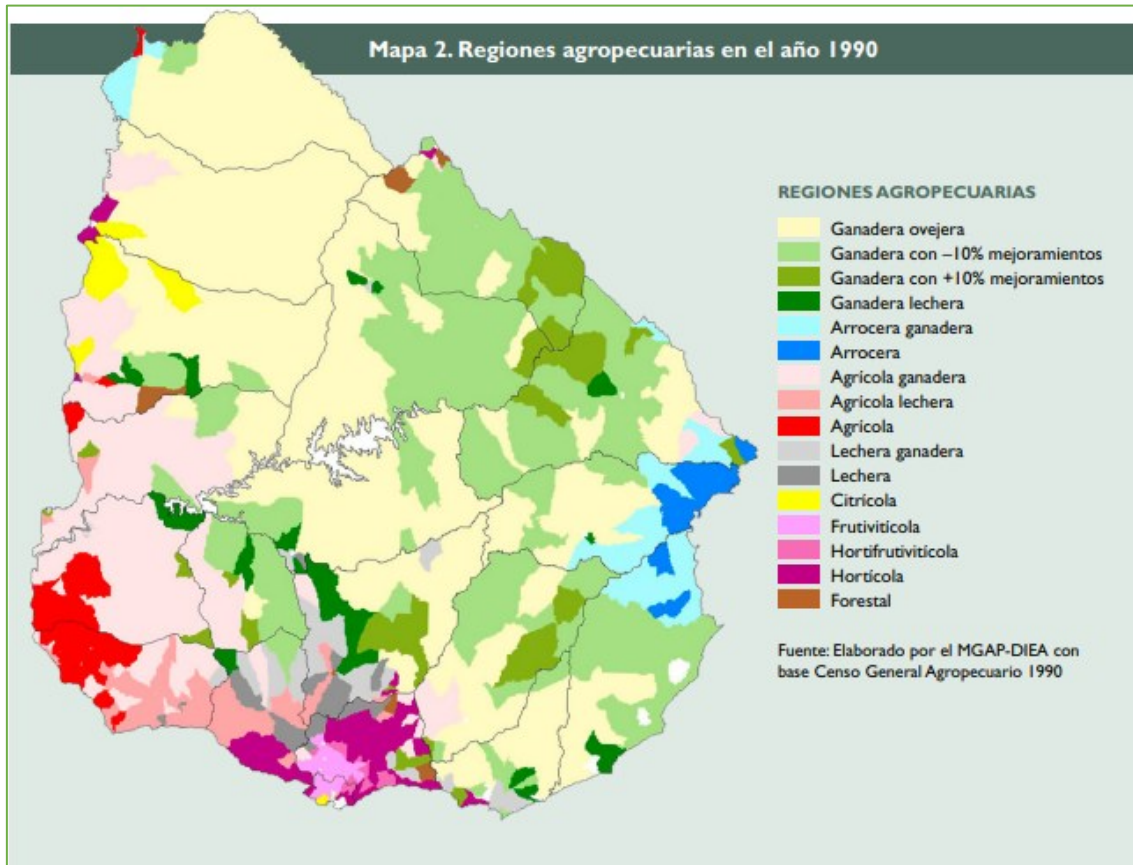 Mapa 2. Regiones agropecuarias en el año 1990
REGIONES AGROPECUARIAS
Ganadera ovejera
Ganadera con –10% mejoramientos
Ganadera con +10% mejoramientos
Ganadera lechera
Arrocera ganadera
Arrocera
Agrícola ganadera
Agrícola lechera
Agrícola
Lechera ganadera
Lechera
Citrícola
Frutivitícola
Hortifrutivitícola
Hortícola
Forestal
Fuente: Elaborado por el MGAP-DIEA con
base Censo General Agropecuario 1990